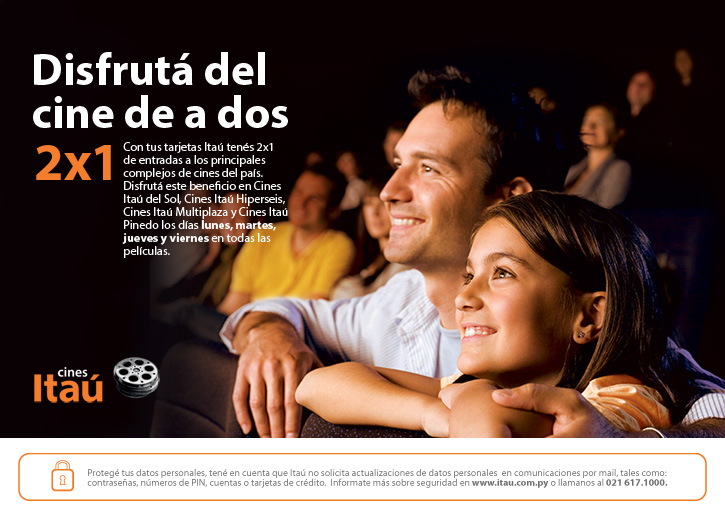 Disfrutá del
cine de a dos
2x1
Con tus tarjetas Itaú tenés 2x1
de entradas a los principales
complejos de cines del país.
Disfrutá este beneficio en Cines
Itaú del Sol, Cines Itaú Hiperseis,
Cines Itaú Multiplaza y Cines Itaú
Pinedo los días lunes, martes,
jueves y viernes en todas las
películas.
cines
Itaú
Protegé tus datos personales, tené en cuenta que Itaú no solicita actualizaciones de datos personales en comunicaciones por mail, tales como:
contraseñas, números de PIN, cuentas o tarjetas de crédito. Informate más sobre seguridad en www.itau.com.py o llamanos al 021 617.1000.